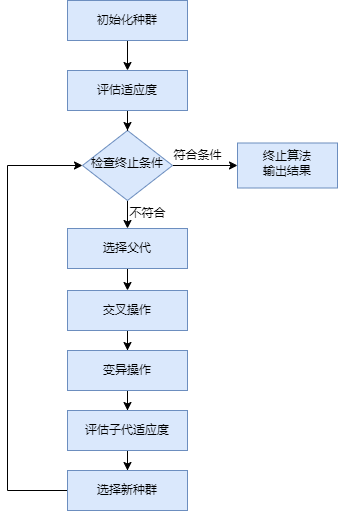 初始化种群
评估适应度
检查终止条件
符合条件
终止算法
输出结果
不符合
选择父代
交叉操作
变异操作
评估子代适应度
选择新种群